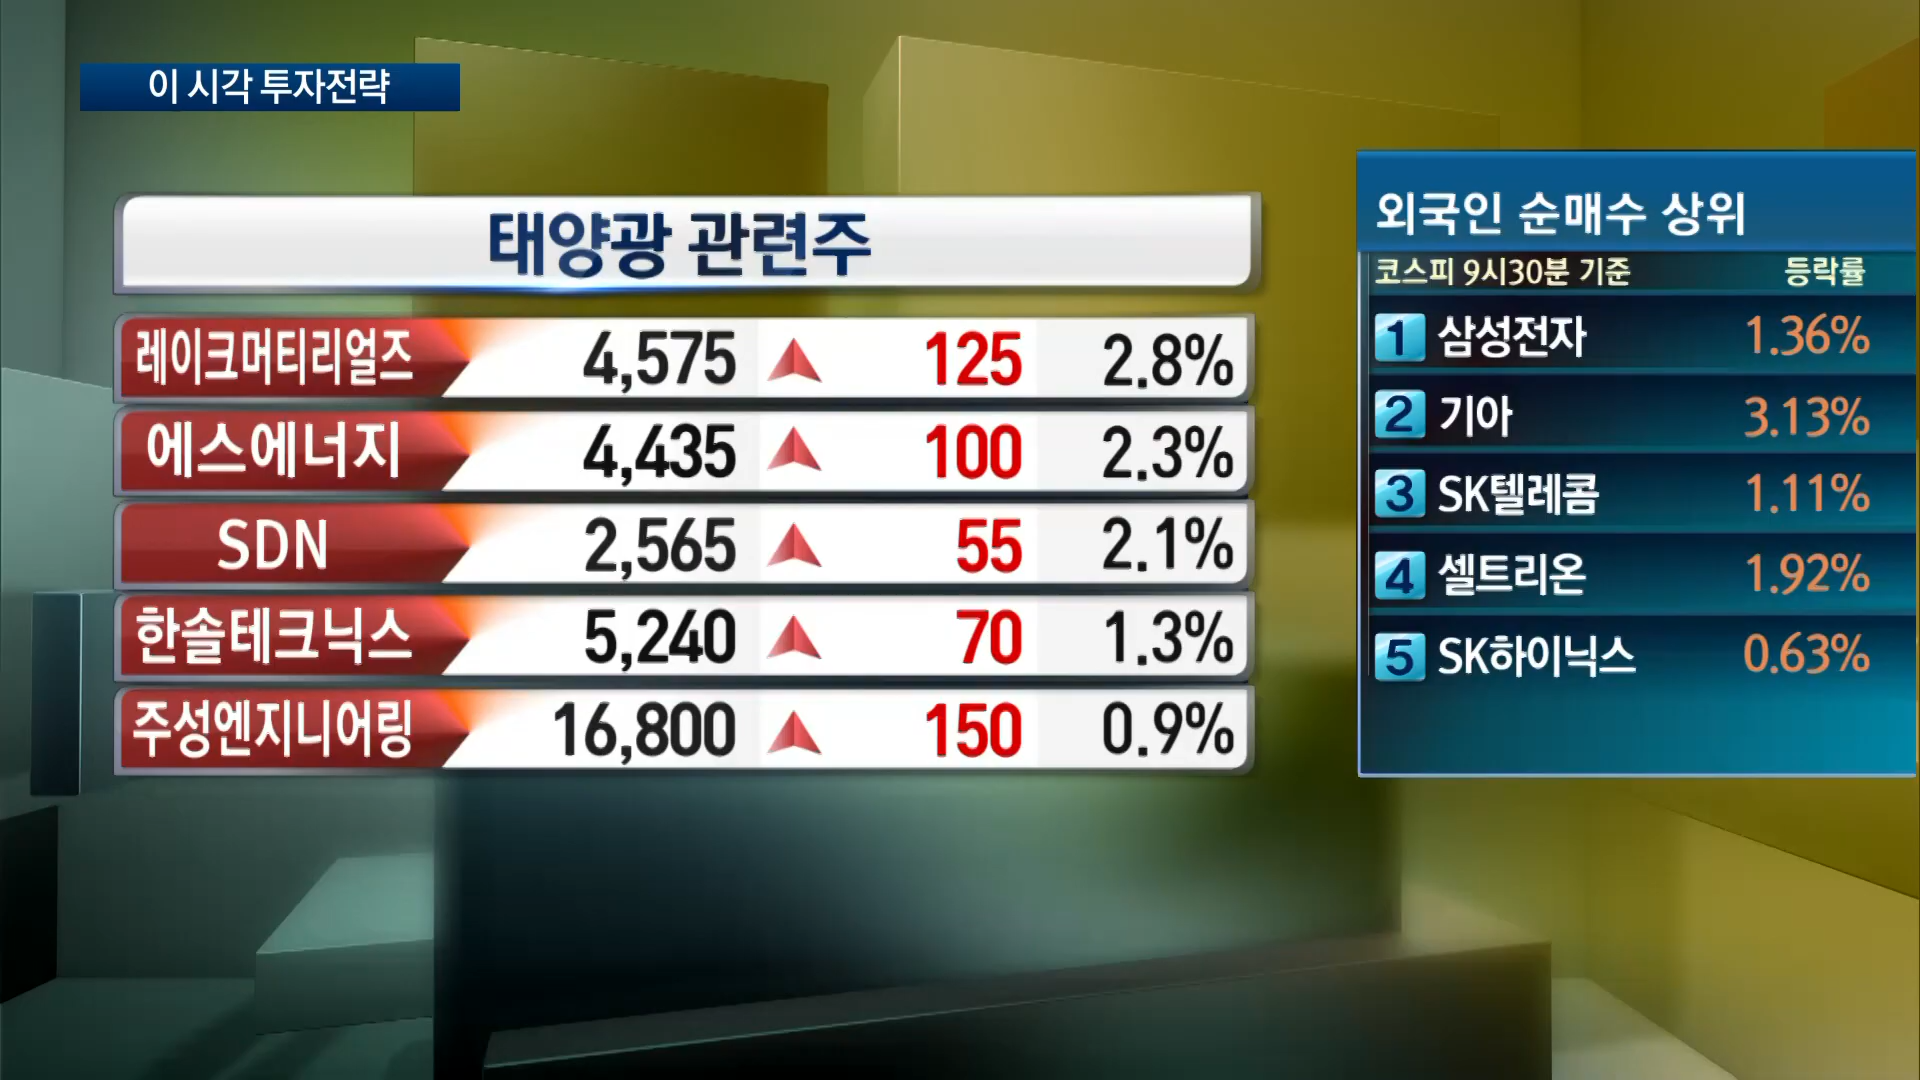 이 시각 투자전략
태양광 관련주
레이크머티리얼즈 4,575 ▲ 125 2.8%
에스에너지 4,435 ▲ 100 2.3%
SDN 2,565 ▲ 55 2.1%
한솔테크닉스 5,240 ▲ 70 1.3%
주성엔지니어링 16,800 ▲ 150 0.9%
외국인 순매수 상위
코스피 9시30분 기준 등락률
1 삼성전자 1.36%
2 기아 3.13%
3 SK텔레콤 1.11%
4 셀트리온 1.92%
5 SK하이닉스 0.63%